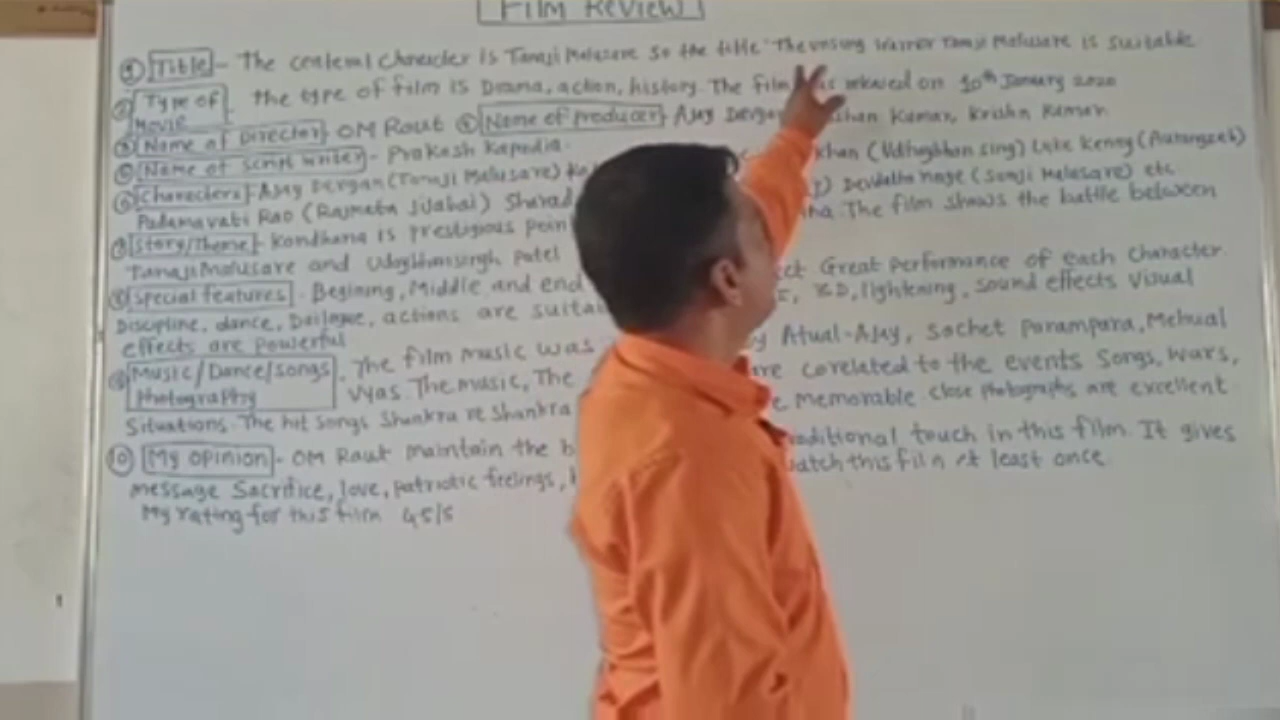 FILM REVIEW
① Title - The centeral character is Tanaji Malusare so the title "The unsung warrior Tanaji Malusare is suitable
② Type of Movie - The type of film is Drama, action, history. The film was released on 10th January 2020
③ Name of Director - OM Raut ④ Name of producer - Ajay Devgan Kumar, Krishn Kumar
⑤ Name of script writer - Prakash Kapadia.
⑥ Characters - Ajay Devgan (Tanaji Malusare) Khan (Udhaybhan sing) Luke Kenny (Aurangzeb)
Padamavati Rao (Rajmata Jijabai) Sharad Devdatta Nage (Surji Malusare) etc
⑦ Story/Theme - Kondhana is prestigious The film shows the battle between
Tanaji Malusare and Udaybhansingh
⑧ Special features - Begining, Middle and end Great performance of each character
Discipline, dance, Dailogue, actions are 3D, lightening, sound effects visual
effects are powerful
⑨ Music/Dance/songs Photography - The film music was by Atual-Ajay, Sachet Parampara, Mehual
Vyas. The music, The are corelated to the events Songs, Wars,
Situations. The hit songs Shankra re Shankra memorable close photographs are excellent
⑩ My opinion - OM Raut maintain the traditional touch in this film. It gives
message Sacrifice, love, patriotic feelings, watch this film at least once
My rating for this film 4.5/5